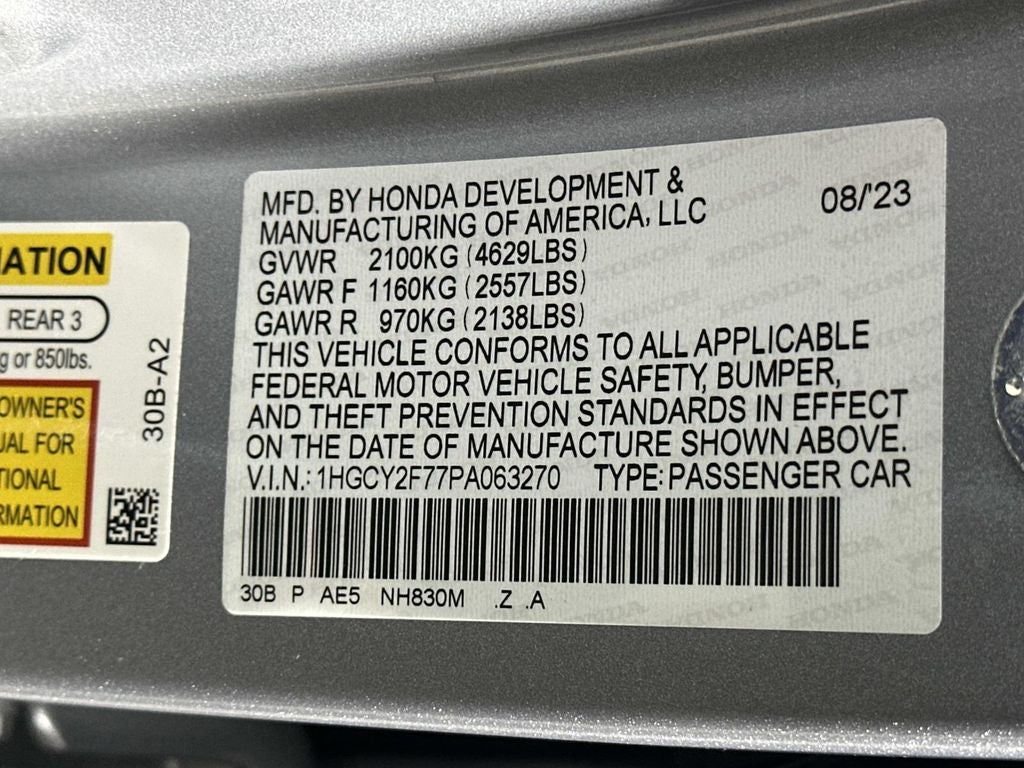 MATION
REAR 3
g or 850lbs.
OWNER'S
UAL FOR
TIONAL
RMATION
30B-A2
MFD. BY HONDA DEVELOPMENT &
MANUFACTURING OF AMERICA, LLC 08/'23
GVWR 2100KG (4629LBS)
GAWR F 1160KG (2557LBS)
GAWR R 970KG (2138LBS)
THIS VEHICLE CONFORMS TO ALL APPLICABLE
FEDERAL MOTOR VEHICLE SAFETY, BUMPER,
AND THEFT PREVENTION STANDARDS IN EFFECT
ON THE DATE OF MANUFACTURE SHOWN ABOVE.
V.I.N.: 1HGCY2F77PA063270 TYPE: PASSENGER CAR
30B P AE5 NH830M .Z .A